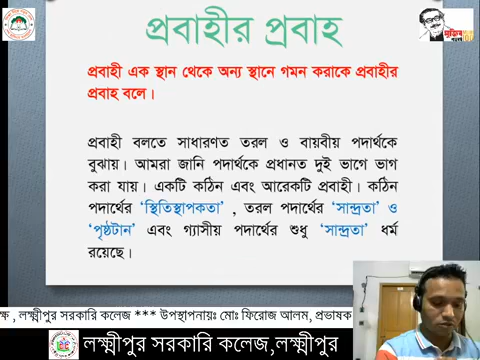 প্রবাহীর প্রবাহ
প্রবাহী এক স্থান থেকে অন্য স্থানে গমন করাকে প্রবাহীর
প্রবাহ বলে।
প্রবাহী বলতে সাধারণত তরল ও বায়বীয় পদার্থকে
বুঝায়। আমরা জানি পদার্থকে প্রধানত দুই ভাগে ভাগ
করা যায়। একটি কঠিন এবং আরেকটি প্রবাহী। কঠিন
পদার্থের ‘স্থিতিস্থাপকতা’ , তরল পদার্থের ‘সান্দ্রতা’ ও
‘পৃষ্ঠটান’ এবং গ্যাসীয় পদার্থের শুধু ‘সান্দ্রতা’ ধর্ম
রয়েছে।
ক্ষ , লক্ষ্মীপুর সরকারি কলেজ *** উপস্থাপনায়ঃ মোঃ ফিরোজ আলম, প্রভাষক
লক্ষ্মীপুর সরকারি কলেজ,লক্ষ্মীপুর